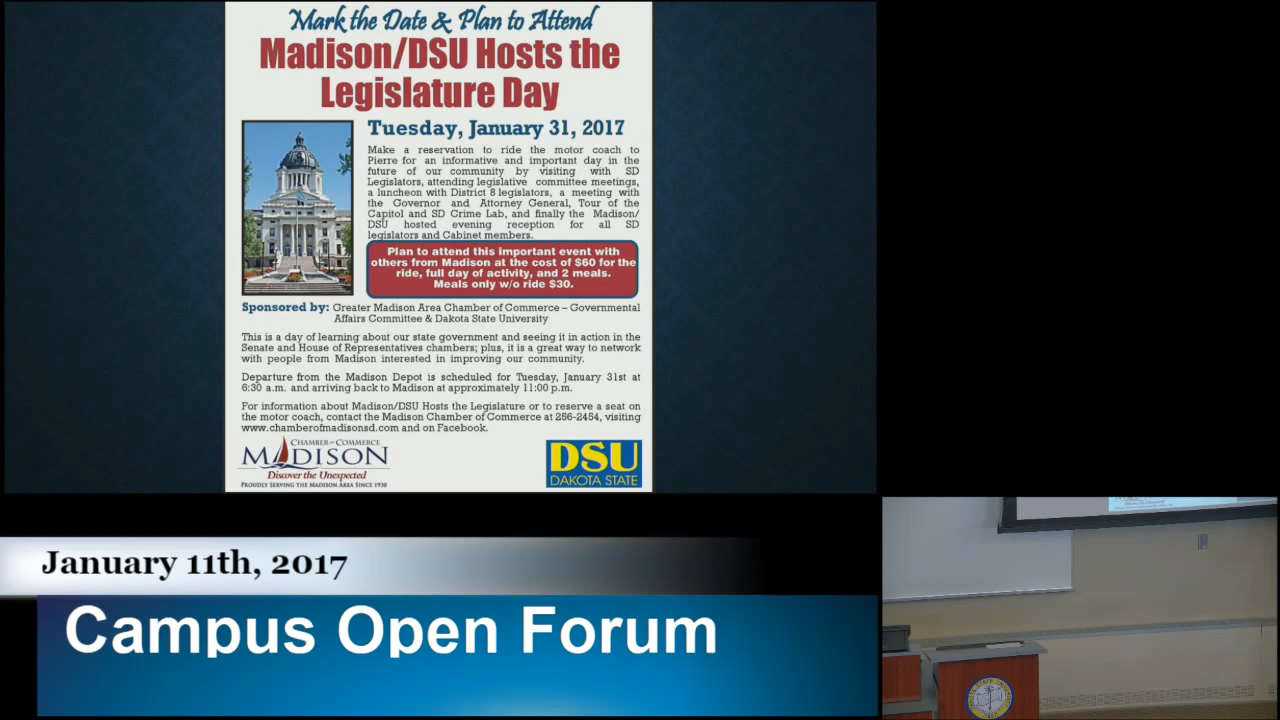 Mark the Date & Plan to Attend
Madison/DSU Hosts the
Legislature Day
Tuesday, January 31, 2017
Make a reservation to ride the motor coach to
Pierre for an informative and important day in the
future of our community by visiting with SD
Legislators, attending legislative committee meetings,
a luncheon with District 8 legislators, a meeting with
the Governor and Attorney General, Tour of the
Capitol and SD Crime Lab, and finally the Madison/
DSU hosted evening reception for all SD
legislators and Cabinet members.
Plan to attend this important event with
others from Madison at the cost of $60 for the
ride, full day of activity, and 2 meals.
Meals only w/o ride $30.
Sponsored by: Greater Madison Area Chamber of Commerce – Governmental
Affairs Committee & Dakota State University
This is a day of learning about our state government and seeing it in action in the
Senate and House of Representatives chambers; plus, it is a great way to network
with people from Madison interested in improving our community.
Departure from the Madison Depot is scheduled for Tuesday, January 31st at
6:30 a.m. and arriving back to Madison at approximately 11:00 p.m.
For information about Madison/DSU Hosts the Legislature or to reserve a seat on
the motor coach, contact the Madison Chamber of Commerce at 256-2454, visiting
www.chamberofmadisonsd.com and on Facebook.
CHAMBER of COMMERCE
MADISON
Discover the Unexpected
PROUDLY SERVING THE MADISON AREA SINCE 1930
DSU
DAKOTA STATE
January 11th, 2017
Campus Open Forum